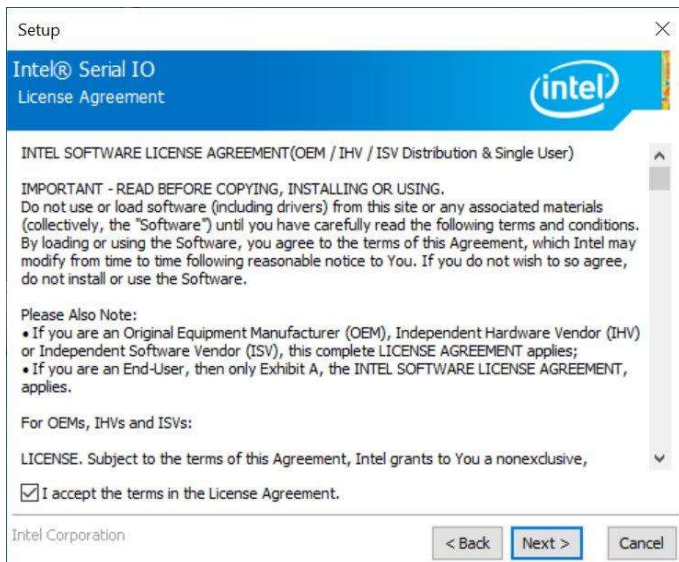 Setup
Intel® Serial IO
License Agreement
intel
INTEL SOFTWARE LICENSE AGREEMENT(OEM / IHV / ISV Distribution & Single User)
IMPORTANT - READ BEFORE COPYING, INSTALLING OR USING.
Do not use or load software (including drivers) from this site or any associated materials
(collectively, the "Software") until you have carefully read the following terms and conditions.
By loading or using the Software, you agree to the terms of this Agreement, which Intel may
modify from time to time following reasonable notice to You. If you do not wish to so agree,
do not install or use the Software.
Please Also Note:
• If you are an Original Equipment Manufacturer (OEM), Independent Hardware Vendor (IHV)
or Independent Software Vendor (ISV), this complete LICENSE AGREEMENT applies;
• If you are an End-User, then only Exhibit A, the INTEL SOFTWARE LICENSE AGREEMENT,
applies.
For OEMs, IHVs and ISVs:
LICENSE. Subject to the terms of this Agreement, Intel grants to You a nonexclusive,
I accept the terms in the License Agreement.
Intel Corporation
< Back Next > Cancel